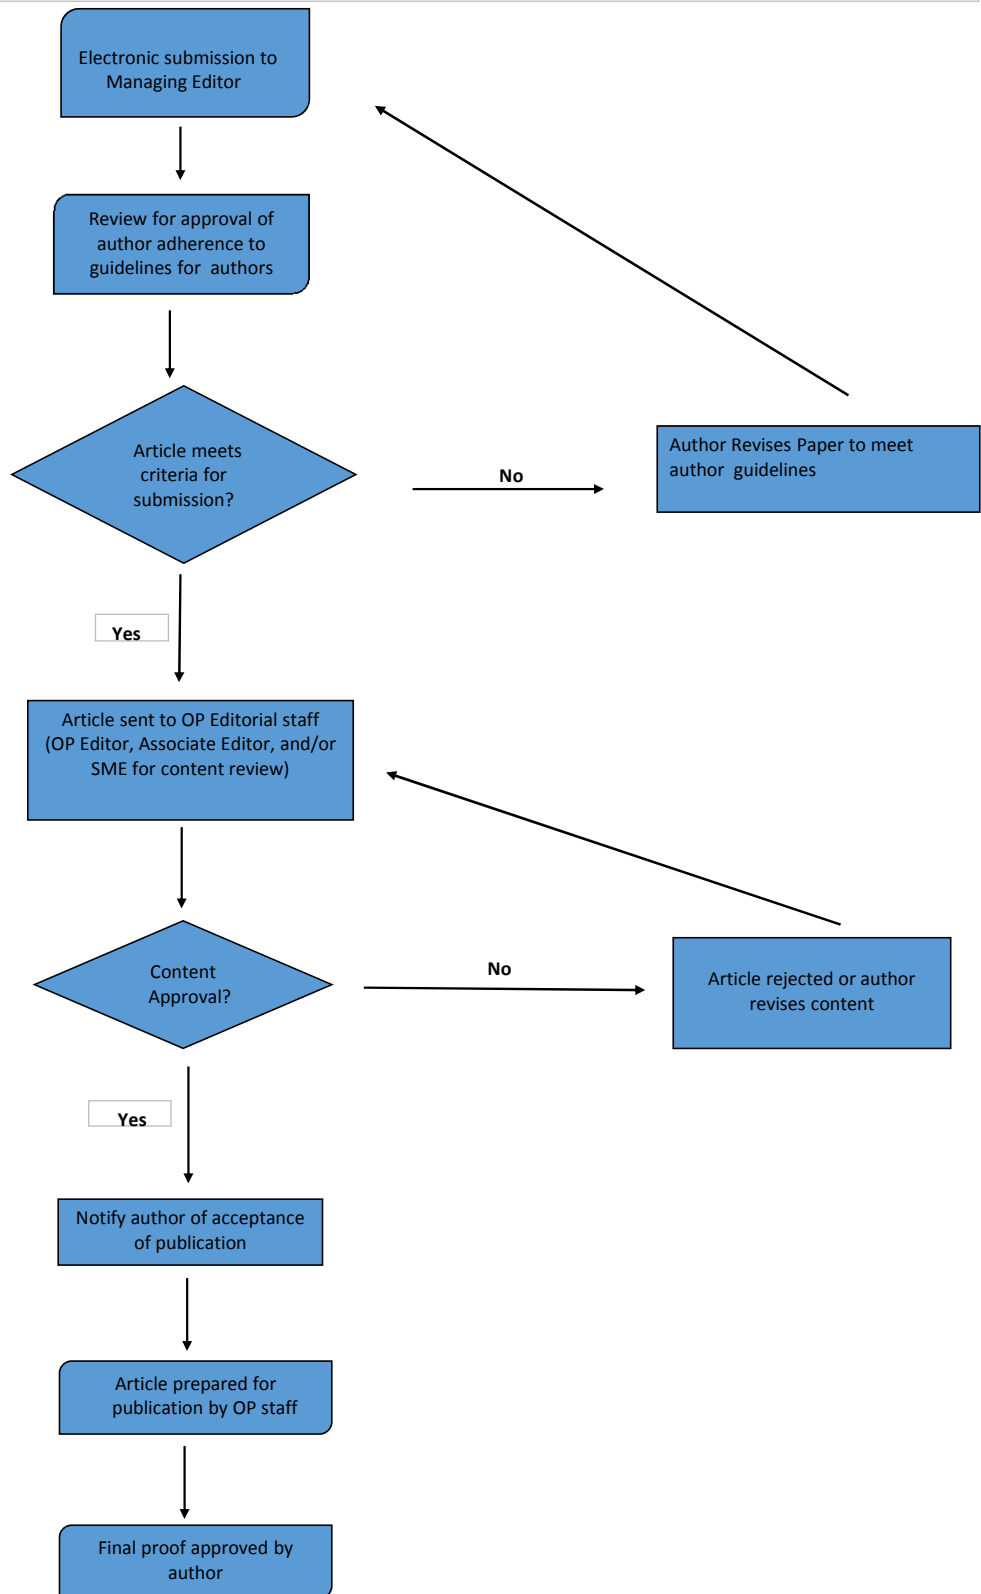 Electronic submission to
Managing Editor
Review for approval of
author adherence to
guidelines for  authors
Article meets
criteria for
submission?
No
Author Revises Paper to meet
author  guidelines
Yes
Article sent to OP Editorial staff
(OP Editor, Associate Editor, and/or
SME for content review)
Content
Approval?
No
Article rejected or author
revises content
Yes
Notify author of acceptance
of publication
Article prepared for
publication by OP staff
Final proof approved by
author